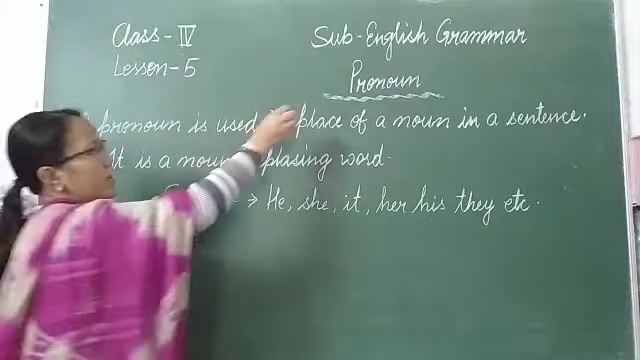 Class - IV
Sub - English Grammar
Lesson - 5
Pronoun
pronoun is used place of a noun in a sentence.
It is a noun plasing word.
→ He, she, it, her his they etc.